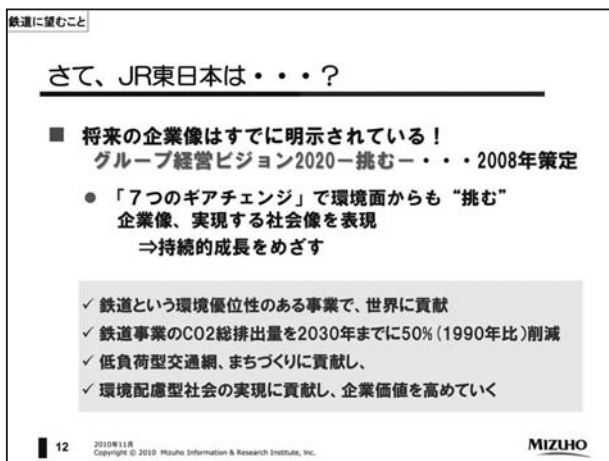 鉄道に望むこと
さて、JR東日本は・・・?
■ 将来の企業像はすでに明示されている！
グループ経営ビジョン2020－挑む－・・・2008年策定
● 「７つのギアチェンジ」で環境面からも “挑む”
企業像、実現する社会像を表現
⇒持続的成長をめざす
✓ 鉄道という環境優位性のある事業で、世界に貢献
✓ 鉄道事業のCO2総排出量を2030年までに50%(1990年比)削減
✓ 低負荷型交通網、まちづくりに貢献し、
✓ 環境配慮型社会の実現に貢献し、企業価値を高めていく
12
2010年11月
Copyright © 2010 Mizuho Information & Research Institute, Inc.
MIZUHO